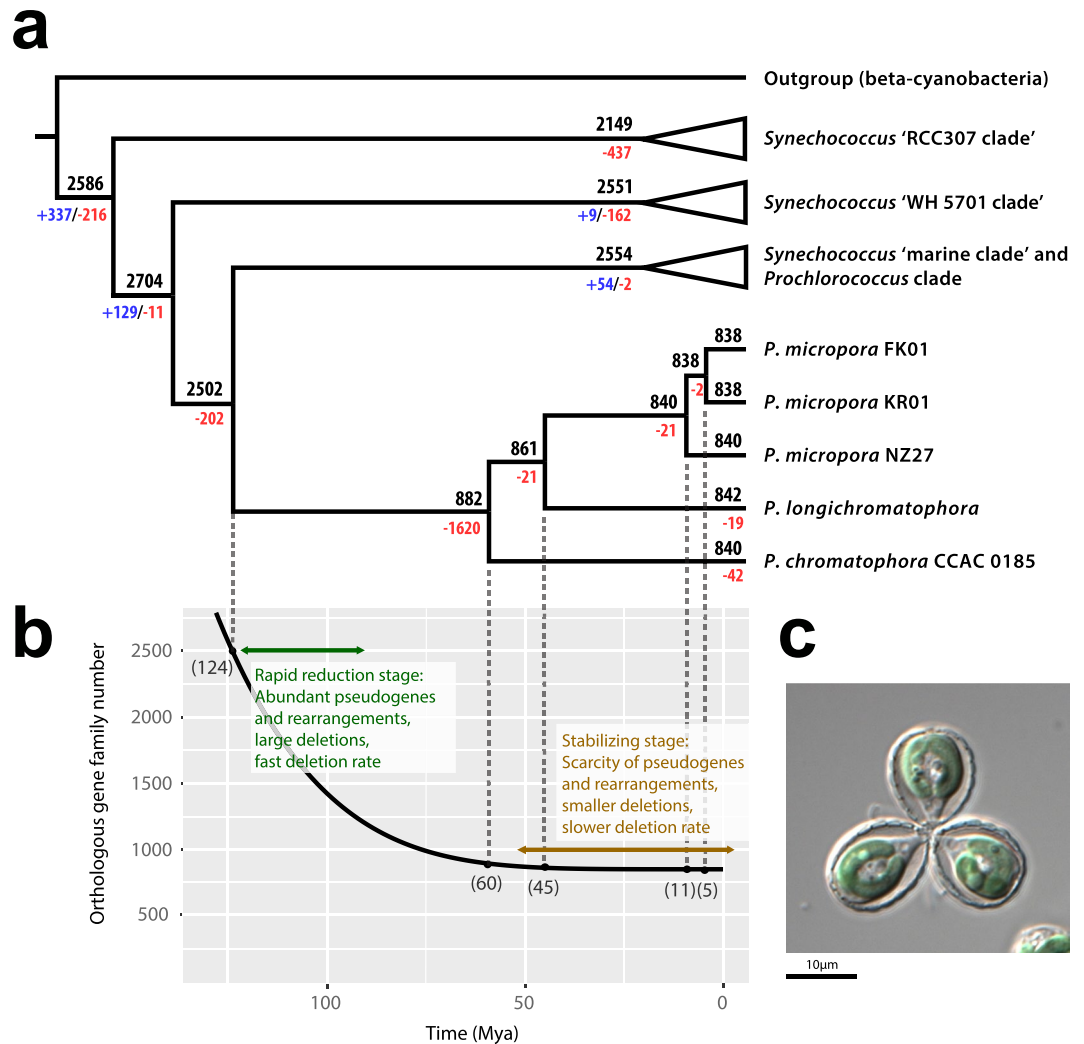 a
Outgroup (beta-cyanobacteria)
2149
-437
Synechococcus ‘RCC307 clade’
2586
+337/-216
2551
+9/-162
Synechococcus ‘WH 5701 clade’
2704
+129/-11
2554
+54/-2
Synechococcus ‘marine clade’ and
Prochlorococcus clade
2502
-202
838
P. micropora FK01
838
-2
838
P. micropora KR01
840
-21
840
P. micropora NZ27
861
-21
842
-19
P. longichromatophora
882
-1620
840
-42
P. chromatophora CCAC 0185
b
Orthologous gene family number
2500
2000
1500
1000
500
(124)
Rapid reduction stage:
Abundant pseudogenes
and rearrangements,
large deletions,
fast deletion rate
Stabilizing stage:
Scarcity of pseudogenes
and rearrangements,
smaller deletions,
slower deletion rate
(60)
(45)
(11)
(5)
100
50
0
Time (Mya)
c
10μm